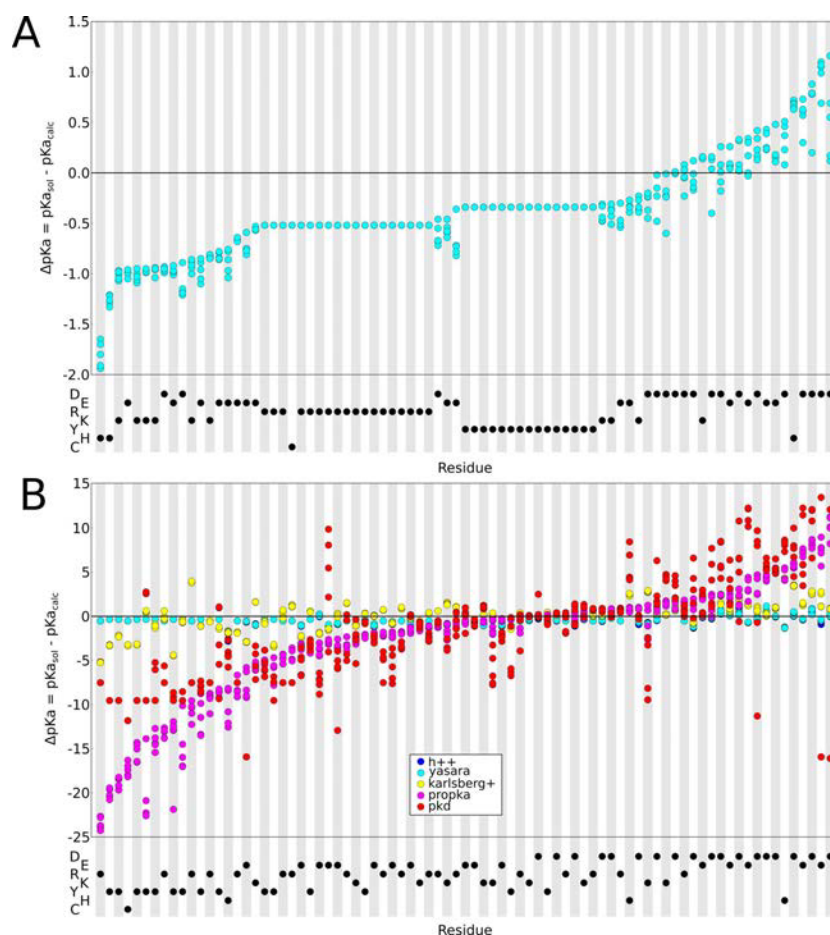 A
1.5
1.0
0.5
0.0
-0.5
-1.0
-1.5
-2.0
ΔpKa = pKa_sol - pKa_calc
D
E
R
K
Y
H
C
Residue
B
15
10
5
0
-5
-10
-15
-20
-25
ΔpKa = pKa_sol - pKa_calc
h++
yasara
karlsberg+
propka
pkd
D
E
R
K
Y
H
C
Residue